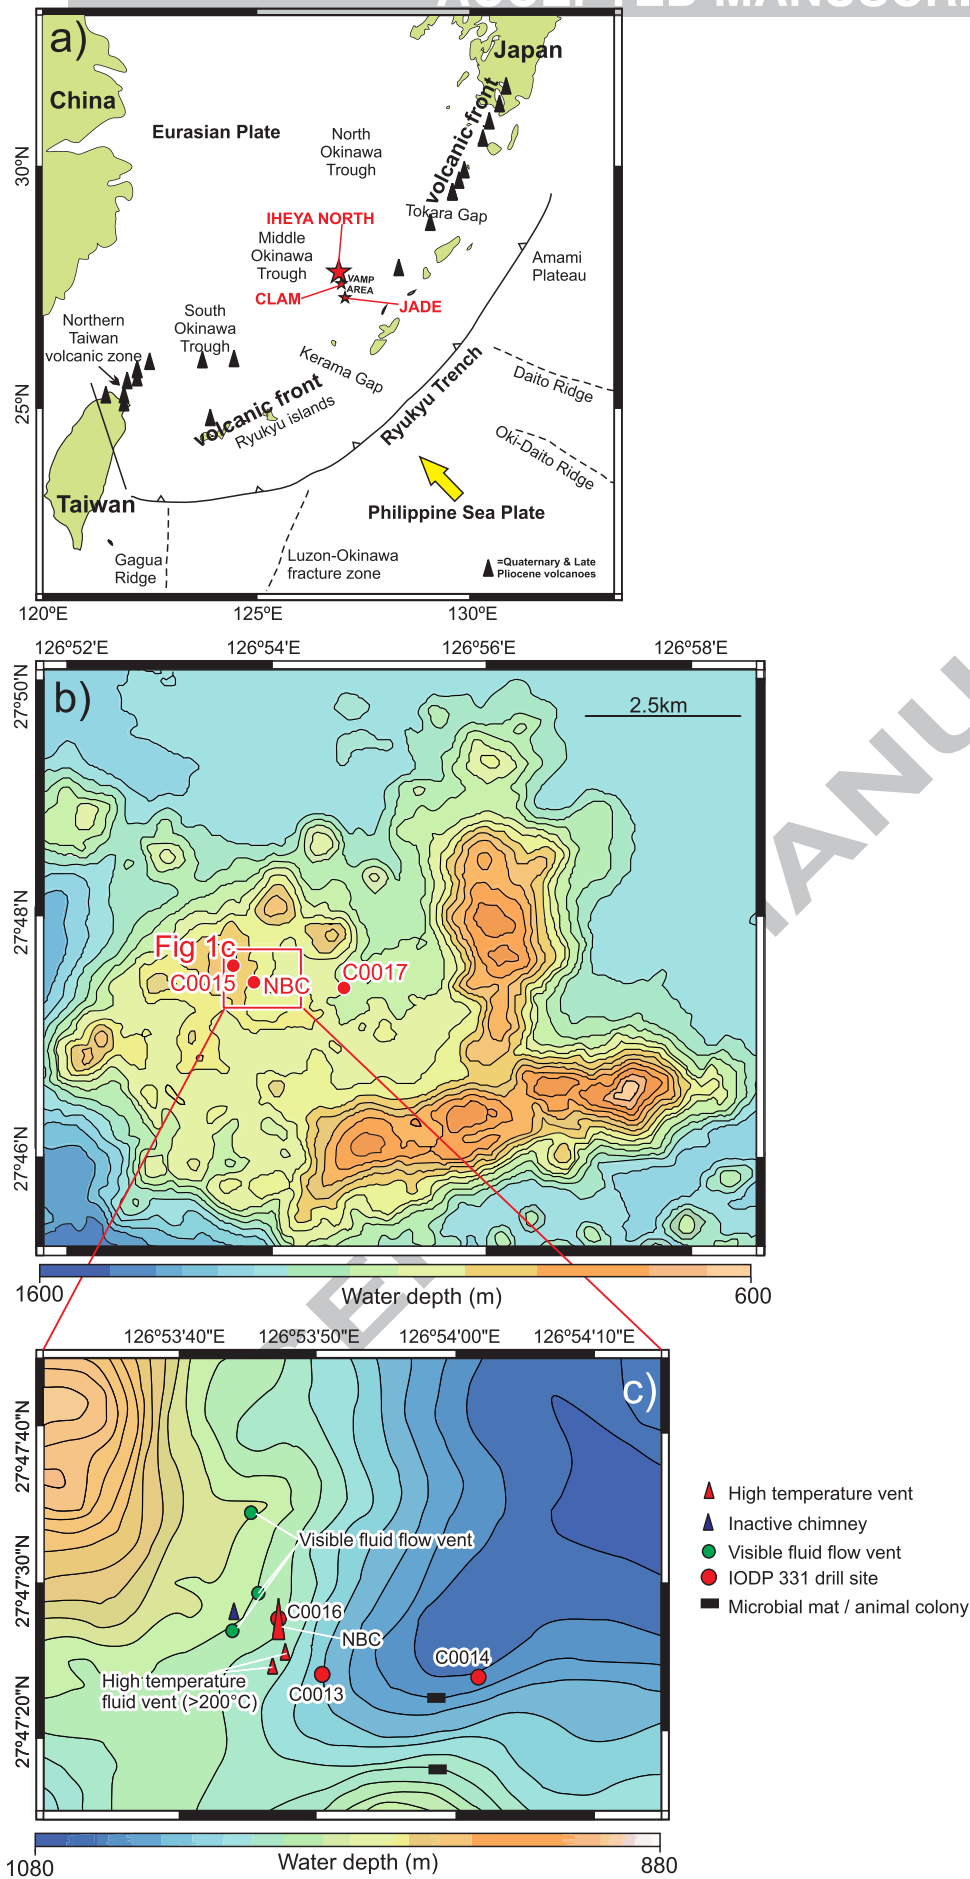 ACCEPTED MANUSCRI
a)
Japan
China
Eurasian Plate
volcanic front
North
Okinawa
Trough
30°N
Tokara Gap
IHEYA NORTH
Middle
Okinawa
Trough
Amami
Plateau
VAMP
AREA
CLAM
JADE
Northern
Taiwan
volcanic zone
South
Okinawa
Trough
Kerama Gap
Ryukyu Trench
Daito Ridge
25°N
volcanic front
Ryukyu islands
Oki-Daito Ridge
Taiwan
Philippine Sea Plate
Gagua
Ridge
Luzon-Okinawa
fracture zone
=Quaternary & Late
Pliocene volcanoes
120°E
125°E
130°E
126°52'E
126°54'E
126°56'E
126°58'E
27°50'N
b)
2.5km
MANU
27°48'N
Fig 1c
C0015
NBC
C0017
27°46'N
1600
Water depth (m)
600
CE
126°53'40"E
126°53'50"E
126°54'00"E
126°54'10"E
c)
27°47'40"N
High temperature vent
Inactive chimney
Visible fluid flow vent
IODP 331 drill site
Microbial mat / animal colony
Visible fluid flow vent
27°47'30"N
C0016
NBC
C0014
High temperature
fluid vent (>200°C)
C0013
27°47'20"N
1080
Water depth (m)
880